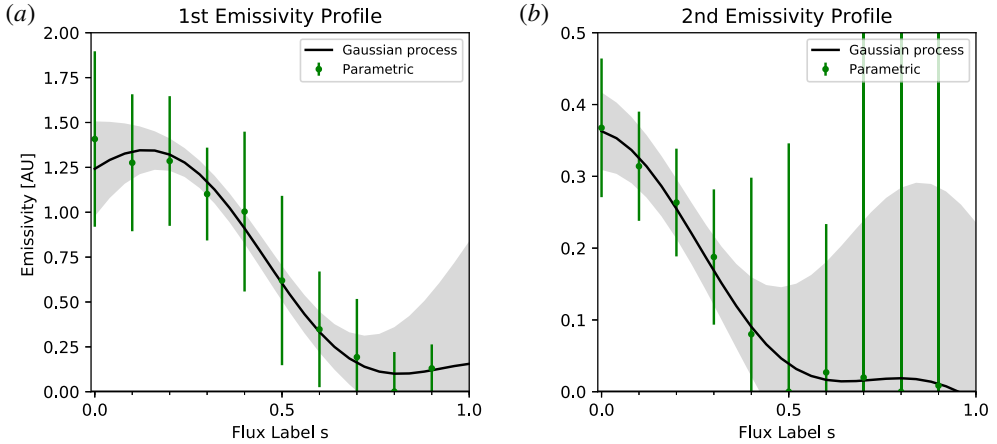 (a)
1st Emissivity Profile
2.00
1.75
1.50
1.25
1.00
0.75
0.50
0.25
0.00
Emissivity [AU]
Gaussian process
Parametric
0.0
0.5
1.0
Flux Label s
(b)
2nd Emissivity Profile
0.5
0.4
0.3
0.2
0.1
0.0
Gaussian process
Parametric
0.0
0.5
1.0
Flux Label s